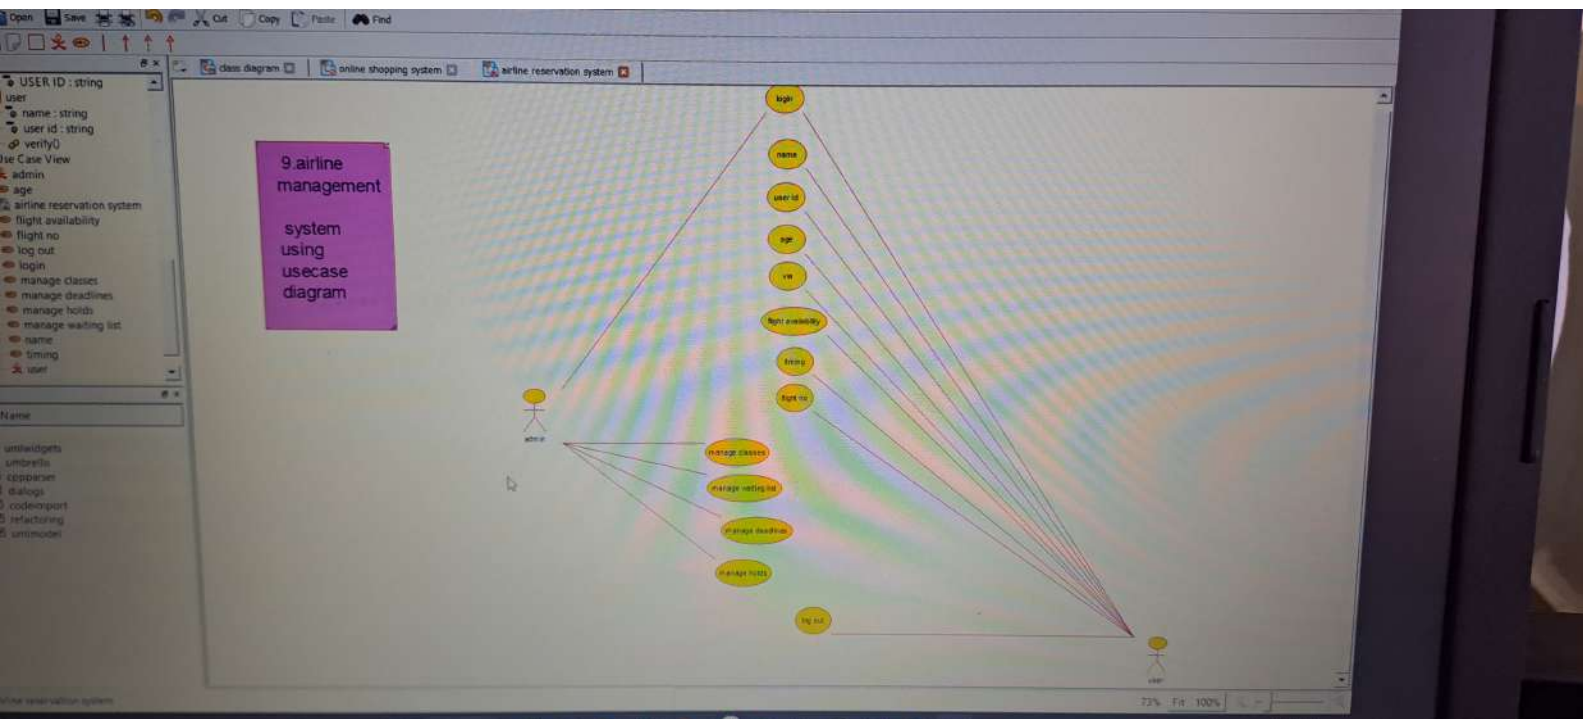 Open Save Cut Copy Paste Find
class diagram online shopping system airline reservation system
USER ID : string
user
name : string
user id : string
verify()
Use Case View
admin
age
airline reservation system
flight availability
flight no
log out
login
manage classes
manage deadlines
manage holds
manage waiting list
name
timing
user
Name
umlwidgets
umbrello
cppparser
dialogs
codeimport
refactoring
umlmodel
9.airline
management
system
using
usecase
diagram
login
name
user id
age
flight availability
timing
flight no
admin
manage classes
manage waiting list
manage deadlines
manage holds
log out
user
airline reservation system
73% Fit 100%